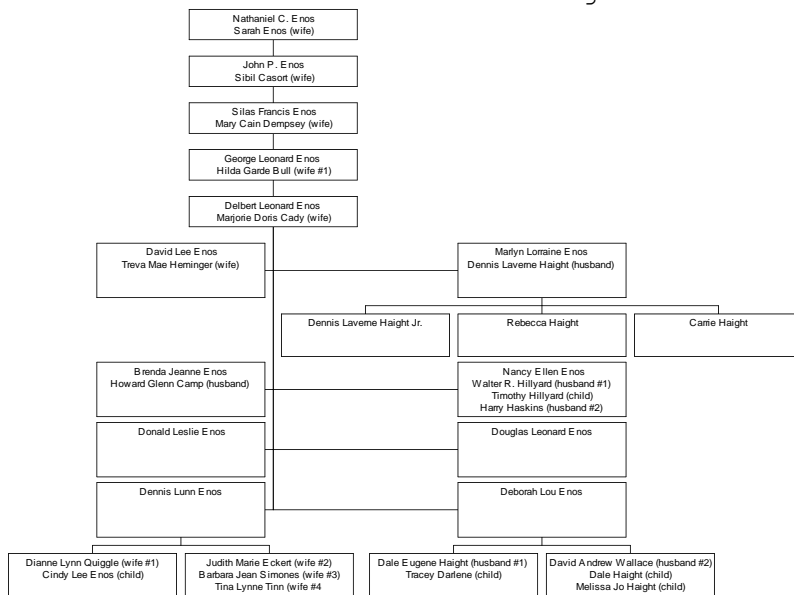 Nathaniel C. Enos
Sarah Enos (wife)
John P. Enos
Sibil Casort (wife)
Silas Francis Enos
Mary Cain Dempsey (wife)
George Leonard Enos
Hilda Garde Bull (wife #1)
Delbert Leonard Enos
Marjorie Doris Cady (wife)
David Lee Enos
Treva Mae Heminger (wife)
Marlyn Lorraine Enos
Dennis Laverne Haight (husband)
Dennis Laverne Haight Jr.
Rebecca Haight
Carrie Haight
Brenda Jeanne Enos
Howard Glenn Camp (husband)
Nancy Ellen Enos
Walter R. Hillyard (husband #1)
Timothy Hillyard (child)
Harry Haskins (husband #2)
Donald Leslie Enos
Douglas Leonard Enos
Dennis Lunn Enos
Deborah Lou Enos
Dianne Lynn Quiggle (wife #1)
Cindy Lee Enos (child)
Judith Marie Eckert (wife #2)
Barbara Jean Simones (wife #3)
Tina Lynne Tinn (wife #4
Dale Eugene Haight (husband #1)
Tracey Darlene (child)
David Andrew Wallace (husband #2)
Dale Haight (child)
Melissa Jo Haight (child)